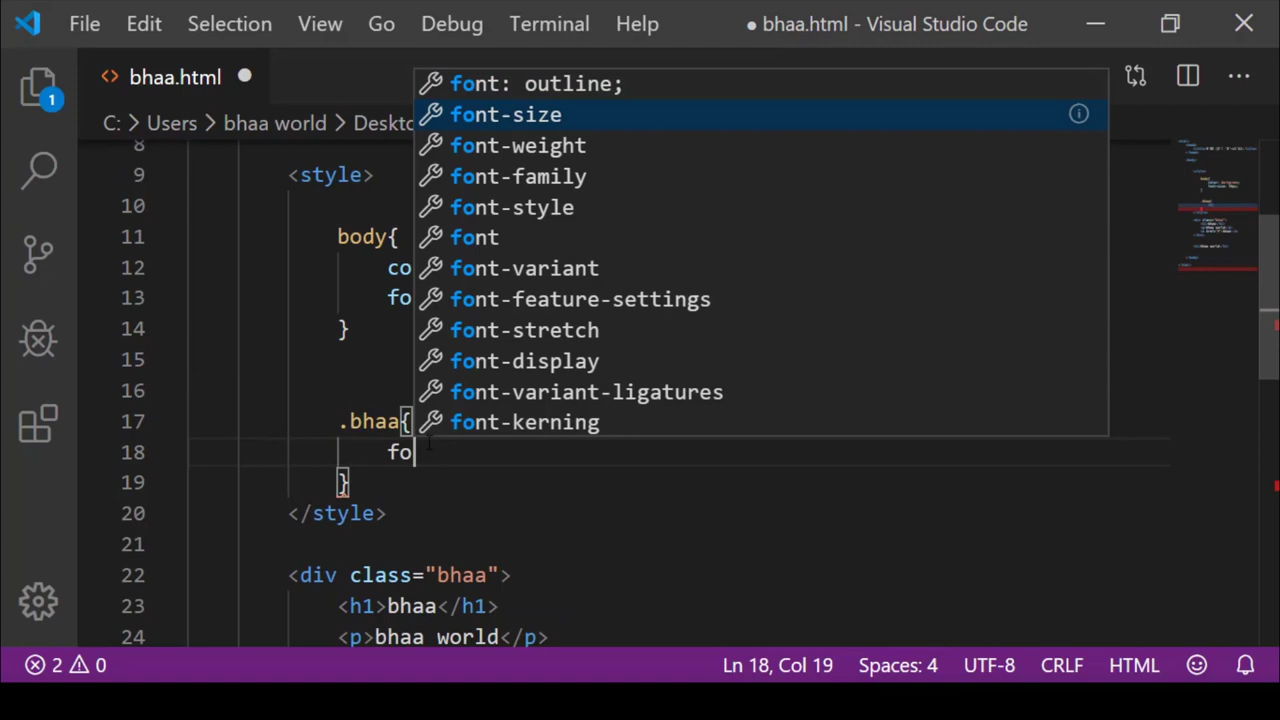 File Edit Selection View Go Debug Terminal Help ● bhaa.html - Visual Studio Code
bhaa.html
C: > Users > bhaa world > Deskto
1
font: outline;
font-size
font-weight
font-family
font-style
font
font-variant
font-feature-settings
font-stretch
font-display
font-variant-ligatures
font-kerning
8
9 <style>
10
11 body{
12 co
13 fo
14 }
15
16
17 .bhaa{
18 fo
19 }
20 </style>
21
22 <div class="bhaa">
23 <h1>bhaa</h1>
24 <p>bhaa world</p>
2 0 Ln 18, Col 19 Spaces: 4 UTF-8 CRLF HTML